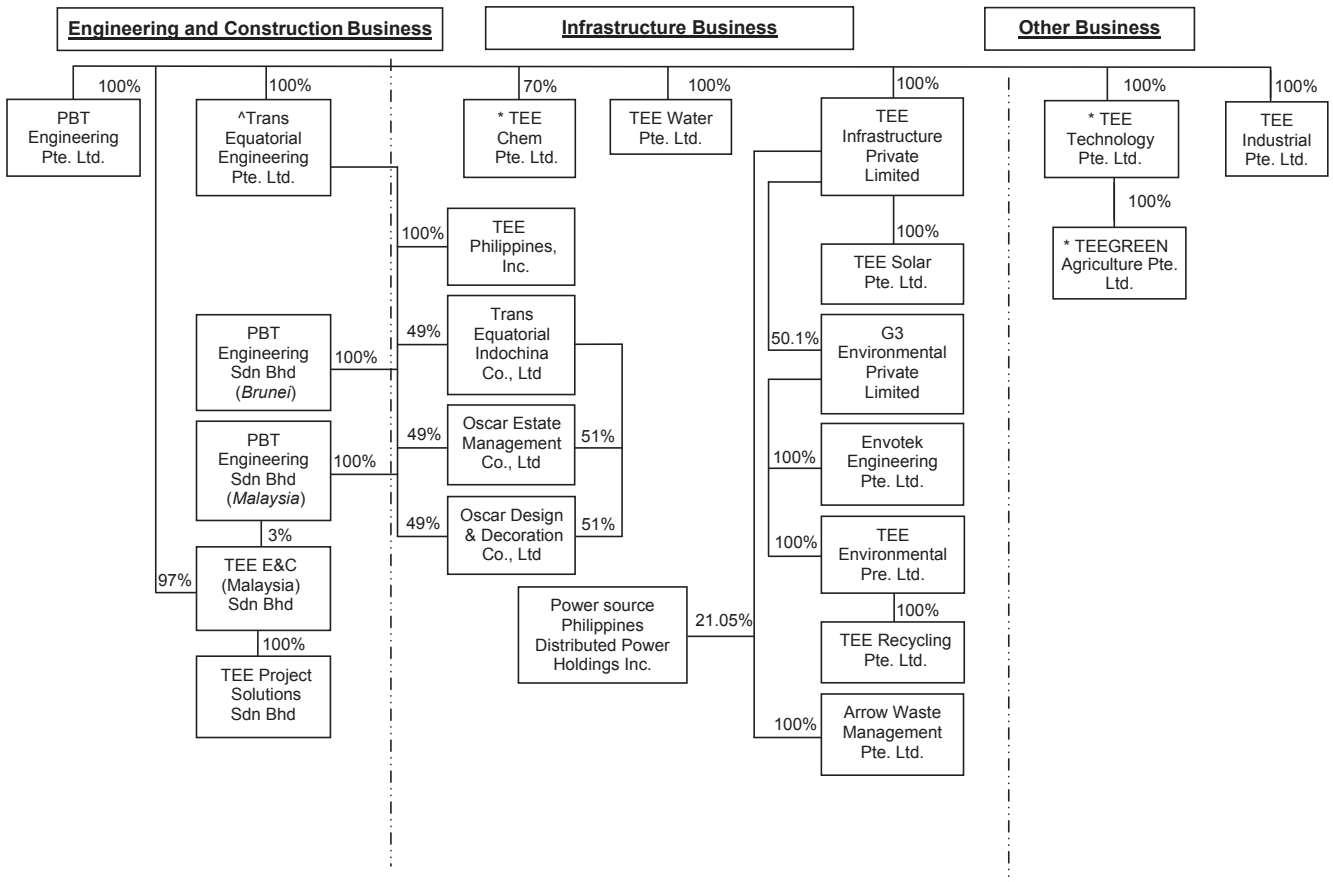 Engineering and Construction Business
Infrastructure Business
Other Business
100%
PBT
Engineering
Pte. Ltd.
100%
^Trans
Equatorial
Engineering
Pte. Ltd.
70%
* TEE
Chem
Pte. Ltd.
100%
TEE Water
Pte. Ltd.
100%
TEE
Infrastructure
Private
Limited
100%
* TEE
Technology
Pte. Ltd.
100%
TEE
Industrial
Pte. Ltd.
100%
* TEEGREEN
Agriculture Pte.
Ltd.
100%
TEE
Philippines,
Inc.
100%
TEE Solar
Pte. Ltd.
PBT
Engineering
Sdn Bhd
(Brunei)
100%
49%
Trans
Equatorial
Indochina
Co., Ltd
50.1%
G3
Environmental
Private
Limited
PBT
Engineering
Sdn Bhd
(Malaysia)
100%
49%
Oscar Estate
Management
Co., Ltd
51%
100%
Envotek
Engineering
Pte. Ltd.
3%
97%
TEE E&C
(Malaysia)
Sdn Bhd
49%
Oscar Design
& Decoration
Co., Ltd
51%
100%
TEE
Environmental
Pre. Ltd.
100%
TEE Project
Solutions
Sdn Bhd
Power source
Philippines
Distributed Power
Holdings Inc.
21.05%
100%
TEE Recycling
Pte. Ltd.
100%
Arrow Waste
Management
Pte. Ltd.